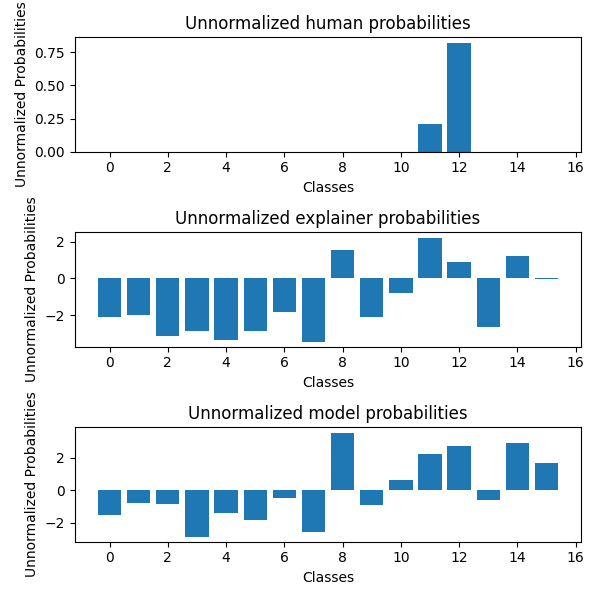 Unnormalized human probabilities
Unnormalized Probabilities
0.75
0.50
0.25
0.00
0 2 4 6 8 10 12 14 16
Classes
Unnormalized explainer probabilities
Unnormalized Probabilities
2
0
−2
0 2 4 6 8 10 12 14 16
Classes
Unnormalized model probabilities
Unnormalized Probabilities
2
0
−2
0 2 4 6 8 10 12 14 16
Classes